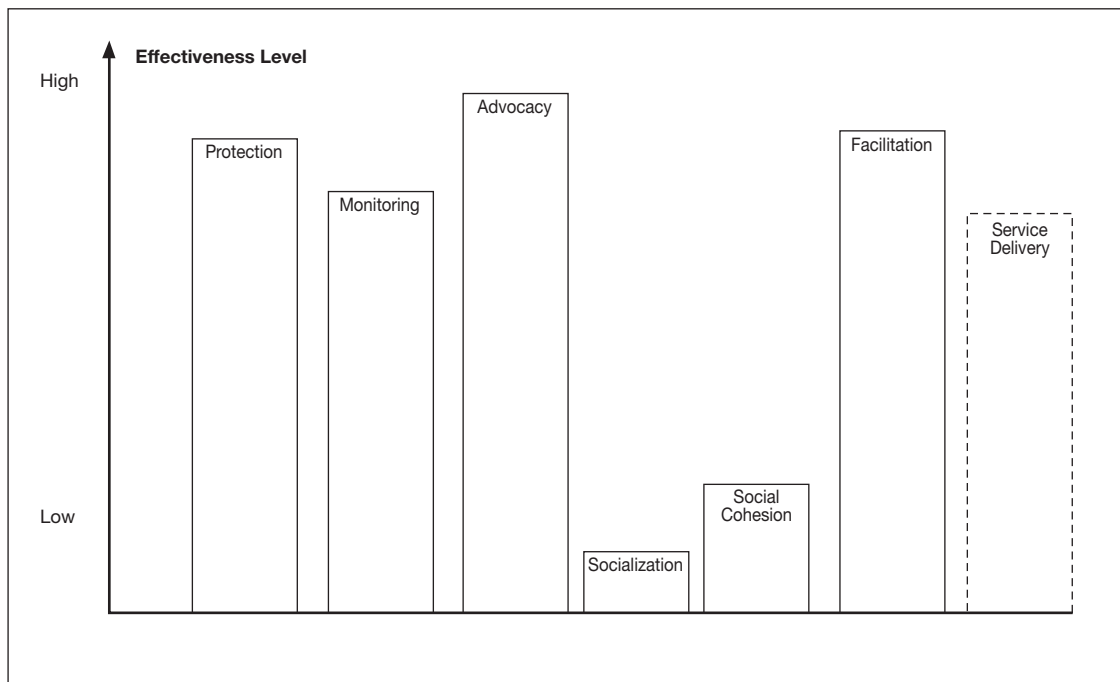 Effectiveness Level
High
Advocacy
Protection
Facilitation
Monitoring
Service
Delivery
Low
Social
Cohesion
Socialization